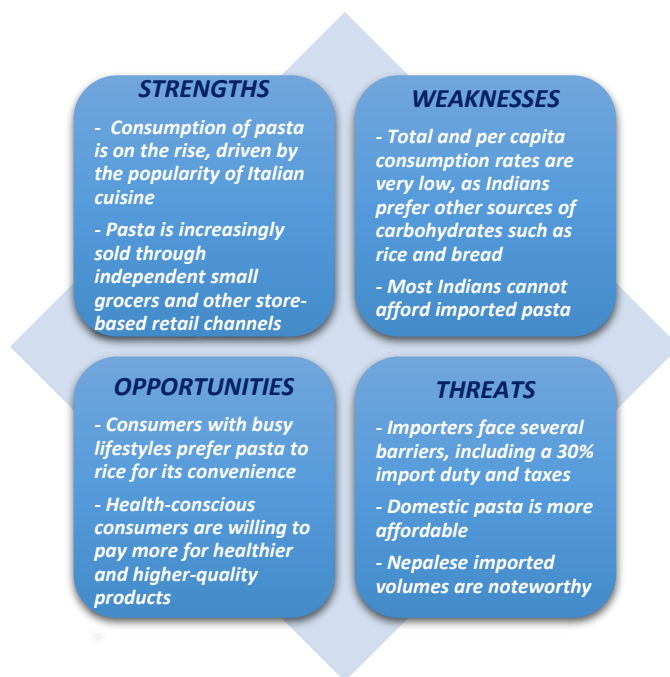 STRENGTHS
- Consumption of pasta
is on the rise, driven by
the popularity of Italian
cuisine
- Pasta is increasingly
sold through
independent small
grocers and other store-
based retail channels
WEAKNESSES
- Total and per capita
consumption rates are
very low, as Indians
prefer other sources of
carbohydrates such as
rice and bread
- Most Indians cannot
afford imported pasta
OPPORTUNITIES
- Consumers with busy
lifestyles prefer pasta to
rice for its convenience
- Health-conscious
consumers are willing to
pay more for healthier
and higher-quality
products
THREATS
- Importers face several
barriers, including a 30%
import duty and taxes
- Domestic pasta is more
affordable
- Nepalese imported
volumes are noteworthy